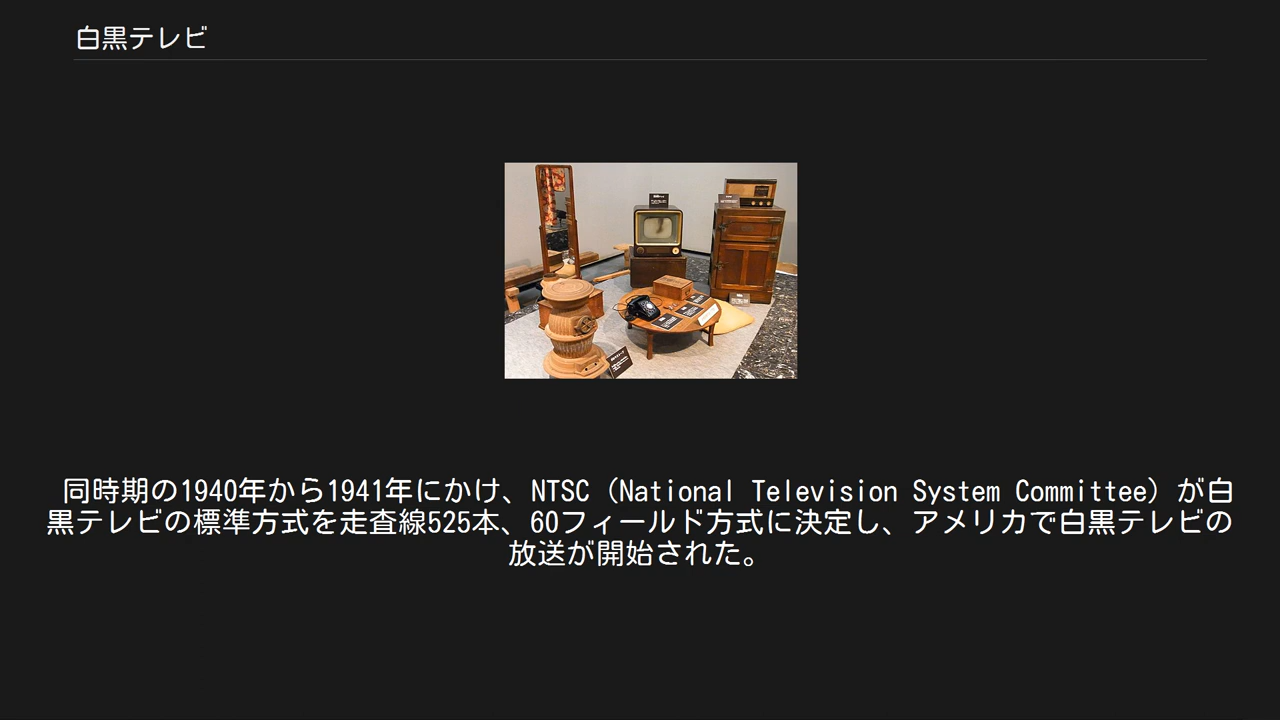 白黒テレビ
同時期の1940年から1941年にかけ、NTSC（National Television System Committee）が白
黒テレビの標準方式を走査線525本、60フィールド方式に決定し、アメリカで白黒テレビの
放送が開始された。